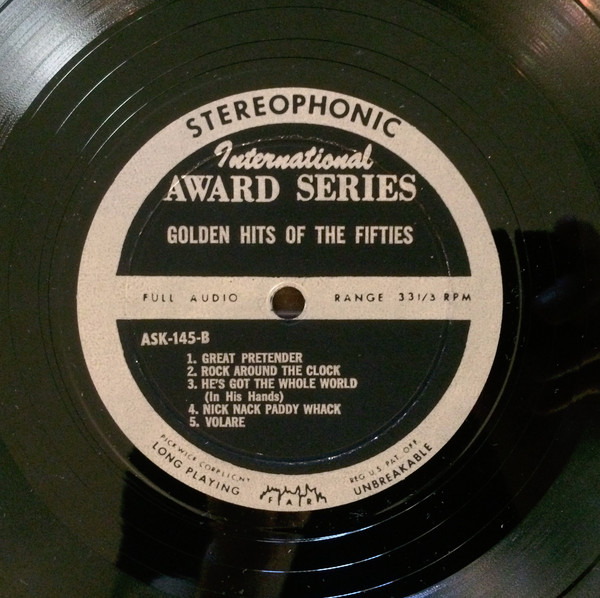 STEREOPHONIC
International
AWARD SERIES
GOLDEN HITS OF THE FIFTIES
FULL AUDIO RANGE 33 1/3 RPM
ASK-145-B
1. GREAT PRETENDER
2. ROCK AROUND THE CLOCK
3. HE'S GOT THE WHOLE WORLD
(In His Hands)
4. NICK NACK PADDY WHACK
5. VOLARE
PICKWICK
LONG PLAYING
FAR
REG. U.S. PAT. OFF.
UNBREAKABLE